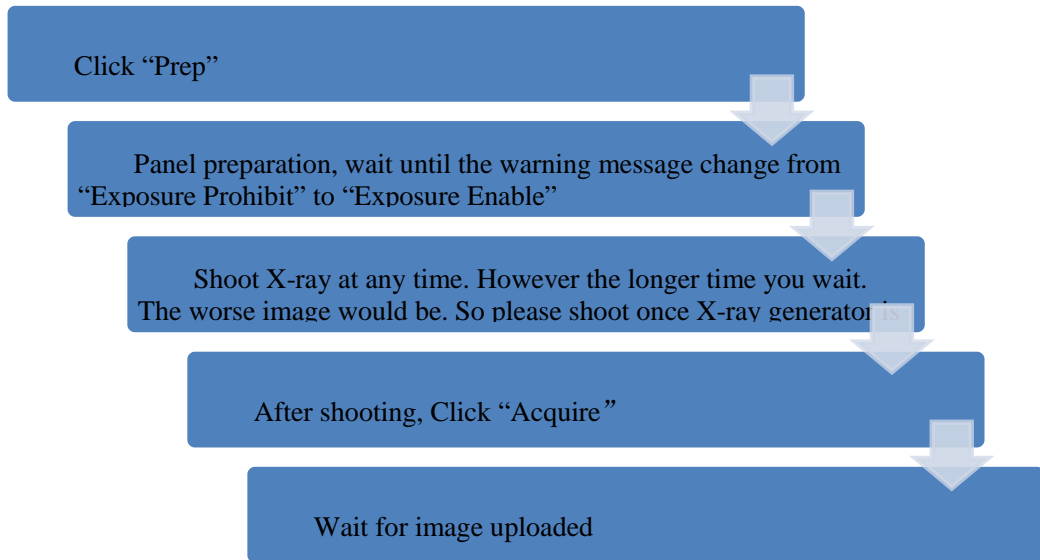 Click “Prep”
Panel preparation, wait until the warning message change from
“Exposure Prohibit” to “Exposure Enable”
Shoot X-ray at any time. However the longer time you wait.
The worse image would be. So please shoot once X-ray generator is
After shooting, Click “Acquire”
Wait for image uploaded